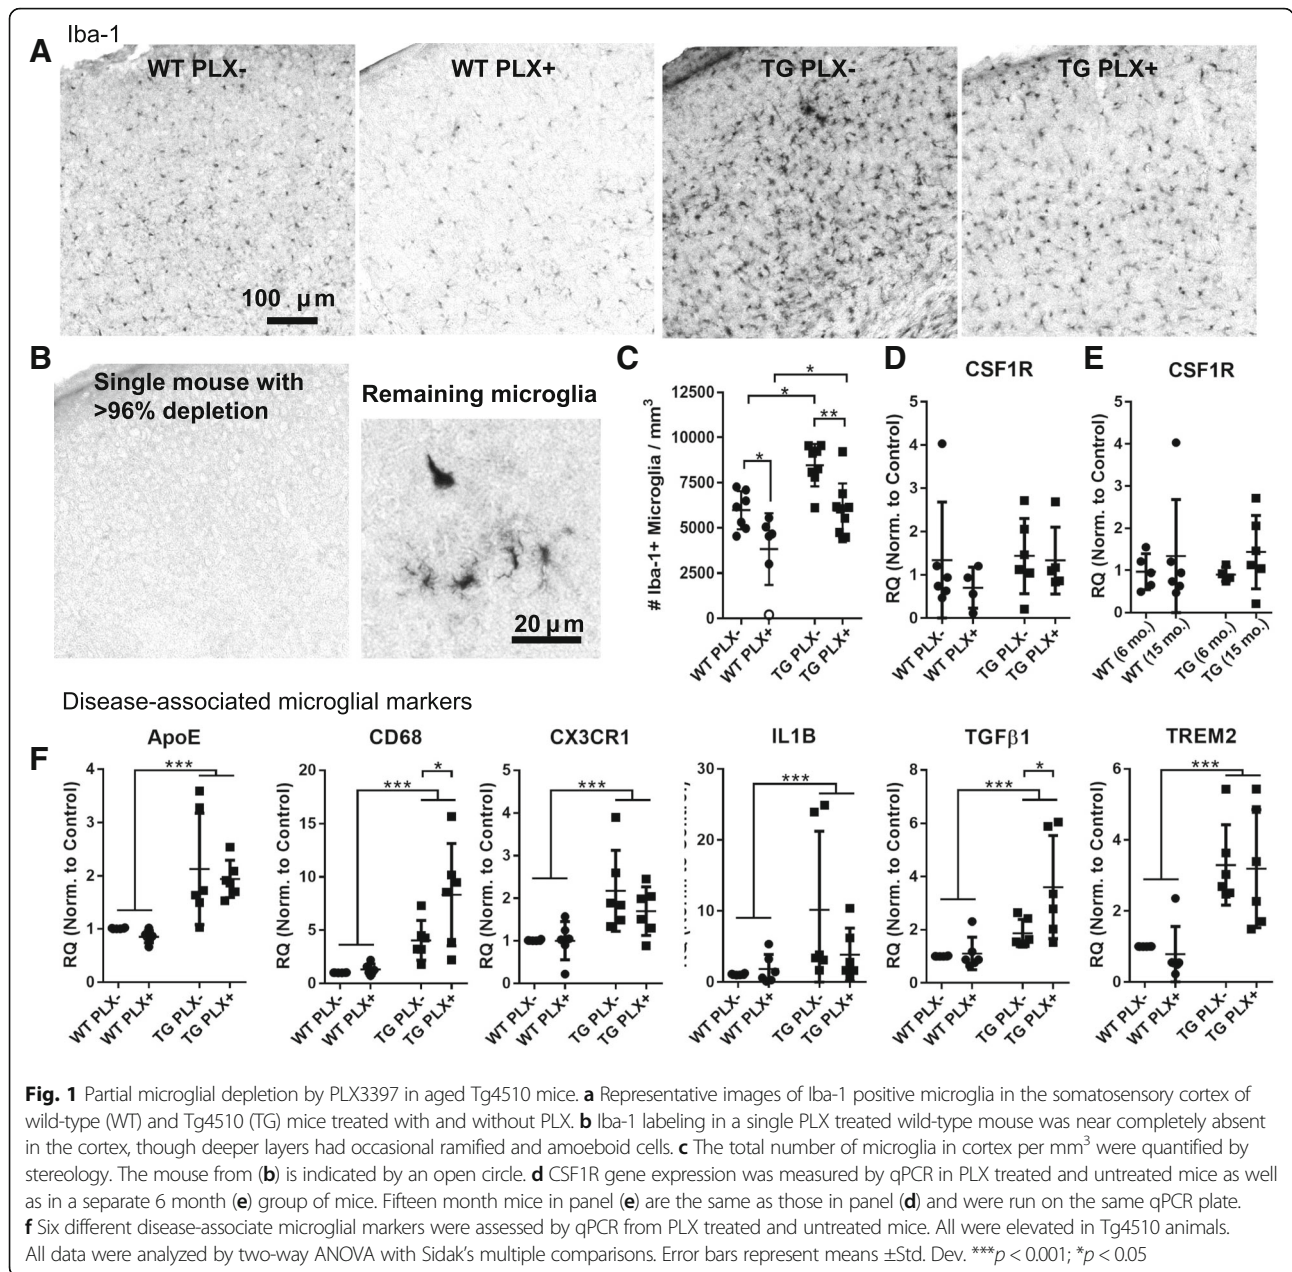 Iba-1
A
WT PLX-
WT PLX+
TG PLX-
TG PLX+
100 µm
B
Single mouse with
>96% depletion
Remaining microglia
20 µm
C
# Iba-1+ Microglia / mm³
12500
10000
7500
5000
2500
0
*
*
*
**
WT PLX-
WT PLX+
TG PLX-
TG PLX+
D
CSF1R
RQ (Norm. to Control)
5
4
3
2
1
0
WT PLX-
WT PLX+
TG PLX-
TG PLX+
E
CSF1R
RQ (Norm. to Control)
5
4
3
2
1
0
WT (6 mo.)
WT (15 mo.)
TG (6 mo.)
TG (15 mo.)
Disease-associated microglial markers
F
ApoE
RQ (Norm. to Control)
4
3
2
1
0
***
WT PLX-
WT PLX+
TG PLX-
TG PLX+
CD68
RQ (Norm. to Control)
20
15
10
5
0
***
*
WT PLX-
WT PLX+
TG PLX-
TG PLX+
CX3CR1
RQ (Norm. to Control)
5
4
3
2
1
0
***
WT PLX-
WT PLX+
TG PLX-
TG PLX+
IL1B
30
20
10
0
***
WT PLX-
WT PLX+
TG PLX-
TG PLX+
TGFβ1
RQ (Norm. to Control)
8
6
4
2
0
***
*
WT PLX-
WT PLX+
TG PLX-
TG PLX+
TREM2
RQ (Norm. to Control)
6
4
2
0
***
WT PLX-
WT PLX+
TG PLX-
TG PLX+
Fig. 1 Partial microglial depletion by PLX3397 in aged Tg4510 mice. a Representative images of Iba-1 positive microglia in the somatosensory cortex of
wild-type (WT) and Tg4510 (TG) mice treated with and without PLX. b Iba-1 labeling in a single PLX treated wild-type mouse was near completely absent
in the cortex, though deeper layers had occasional ramified and amoeboid cells. c The total number of microglia in cortex per mm³ were quantified by
stereology. The mouse from (b) is indicated by an open circle. d CSF1R gene expression was measured by qPCR in PLX treated and untreated mice as well
as in a separate 6 month (e) group of mice. Fifteen month mice in panel (e) are the same as those in panel (d) and were run on the same qPCR plate.
f Six different disease-associate microglial markers were assessed by qPCR from PLX treated and untreated mice. All were elevated in Tg4510 animals.
All data were analyzed by two-way ANOVA with Sidak's multiple comparisons. Error bars represent means ±Std. Dev. ***p < 0.001; *p < 0.05